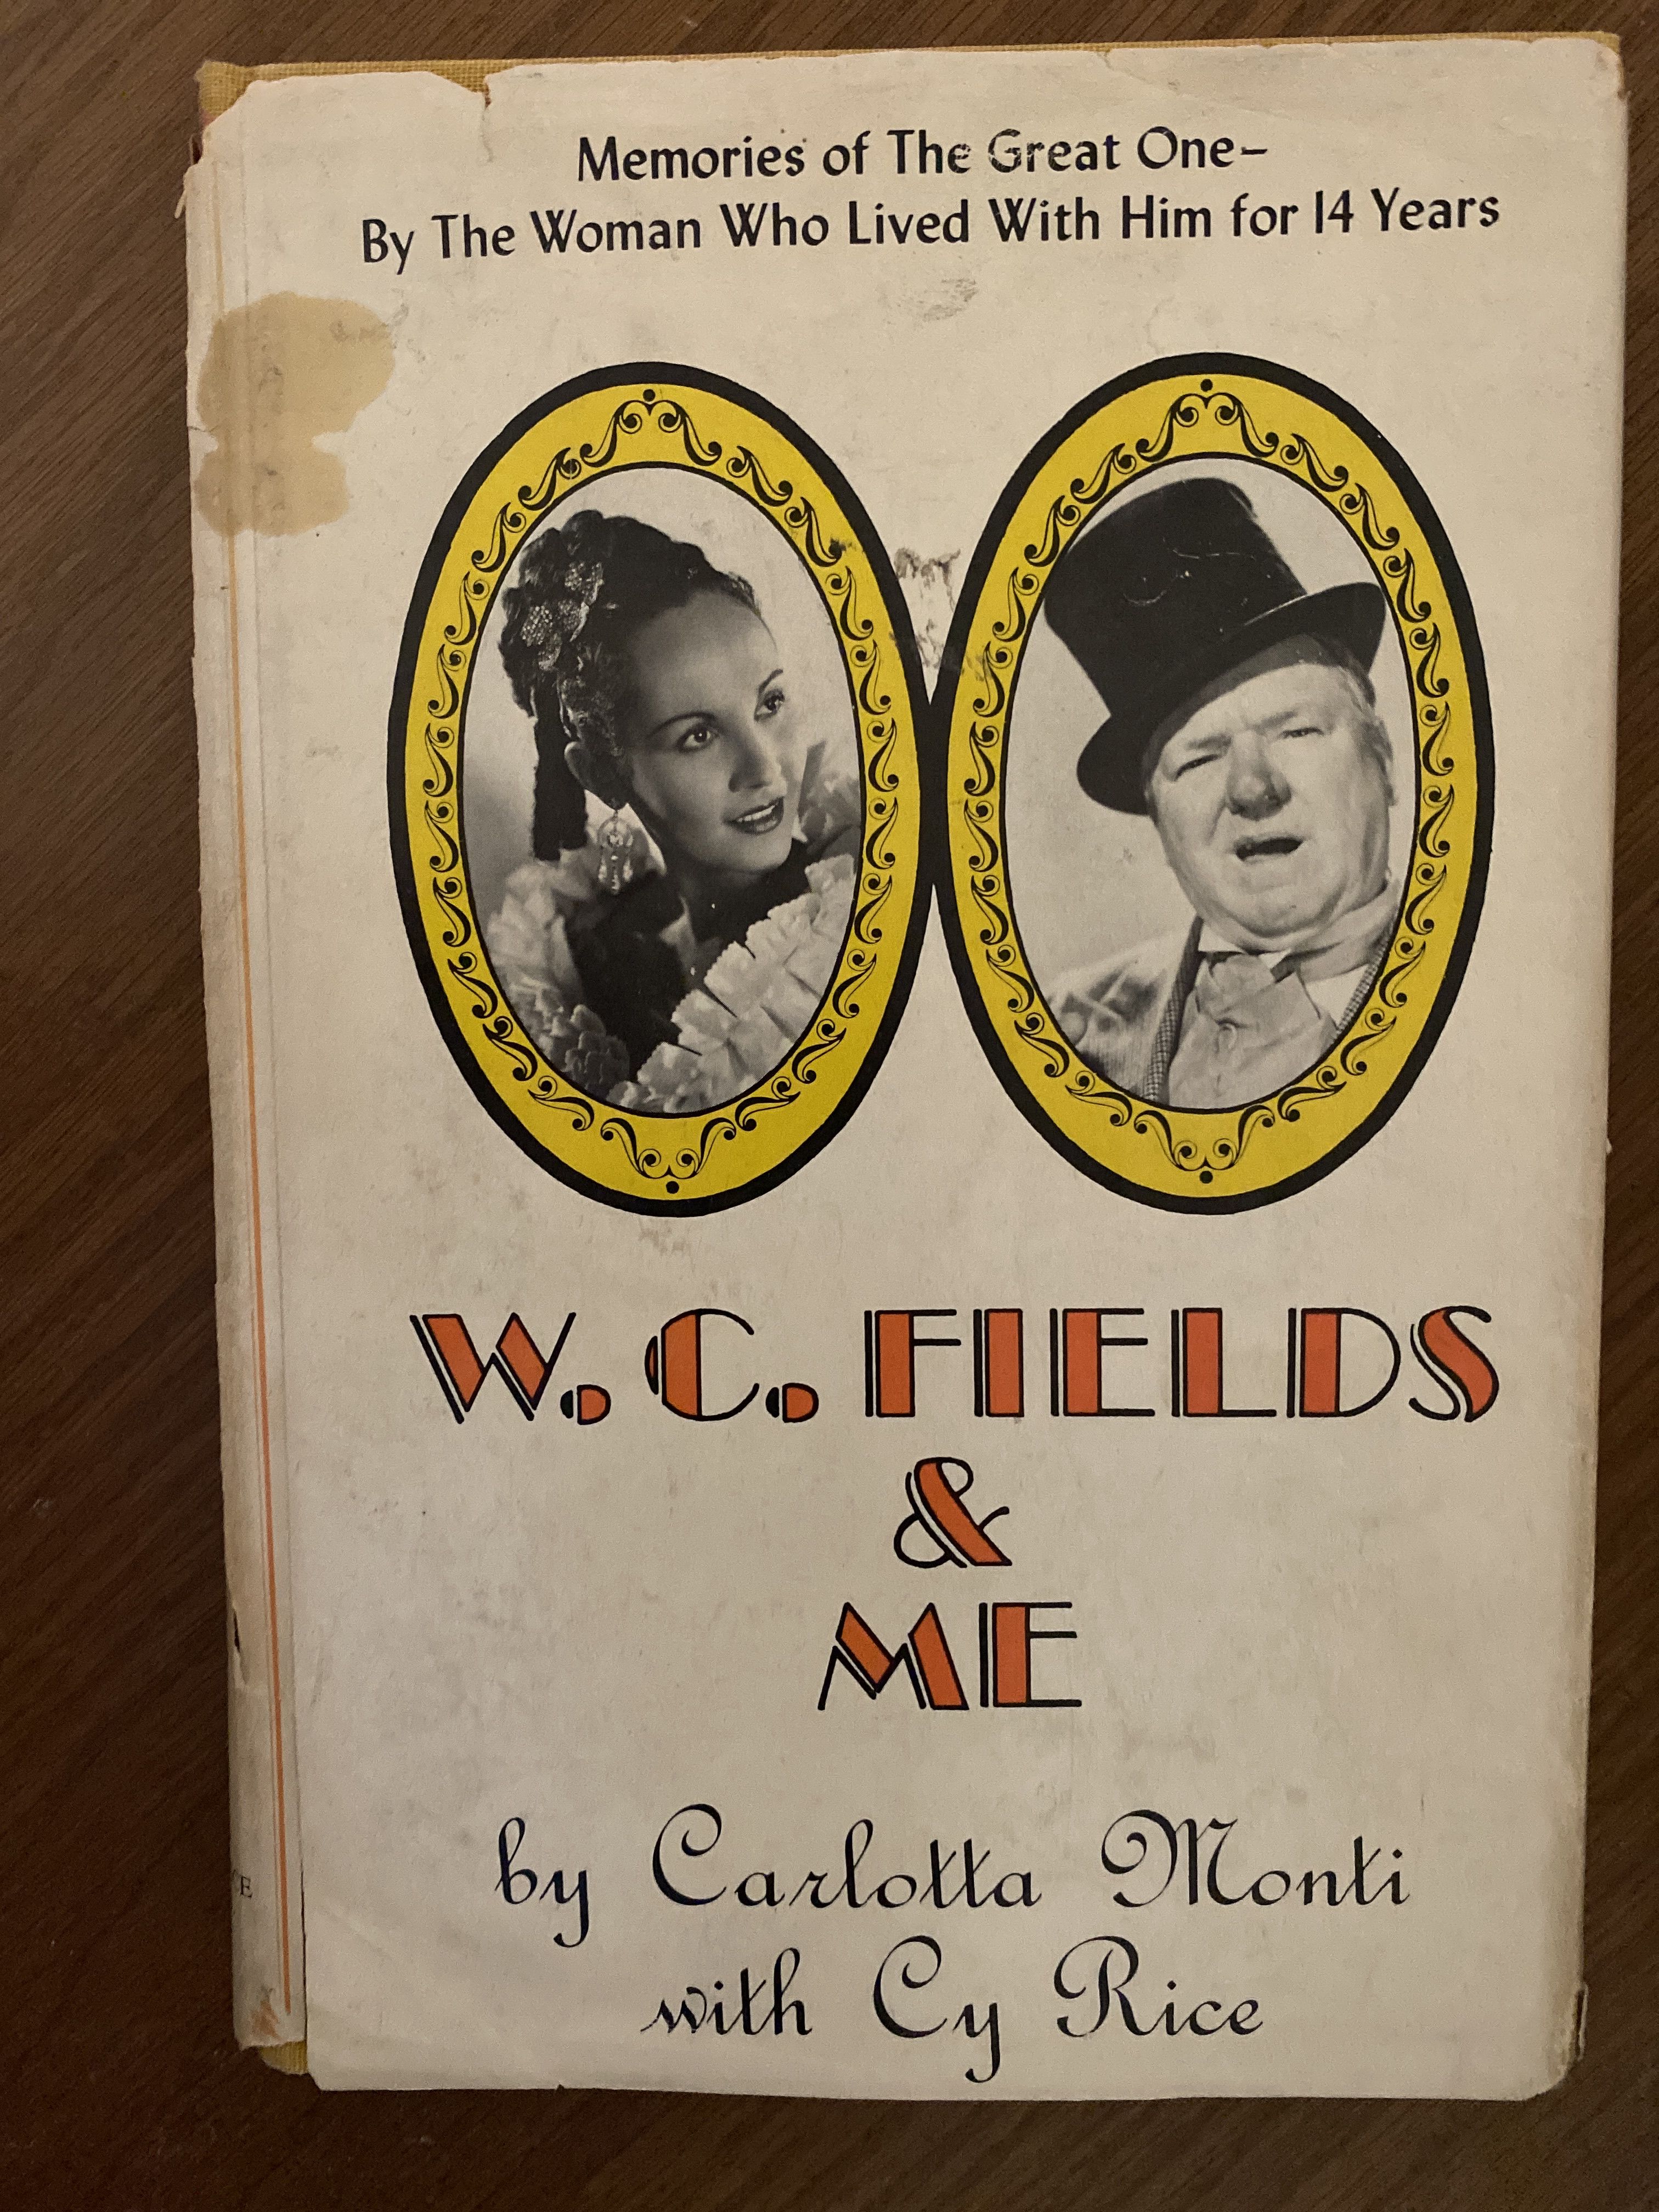 Memories of The Great One–
By The Woman Who Lived With Him for 14 Years
W. C. FIELDS
&
ME
by Carlotta Monti
with Cy Rice